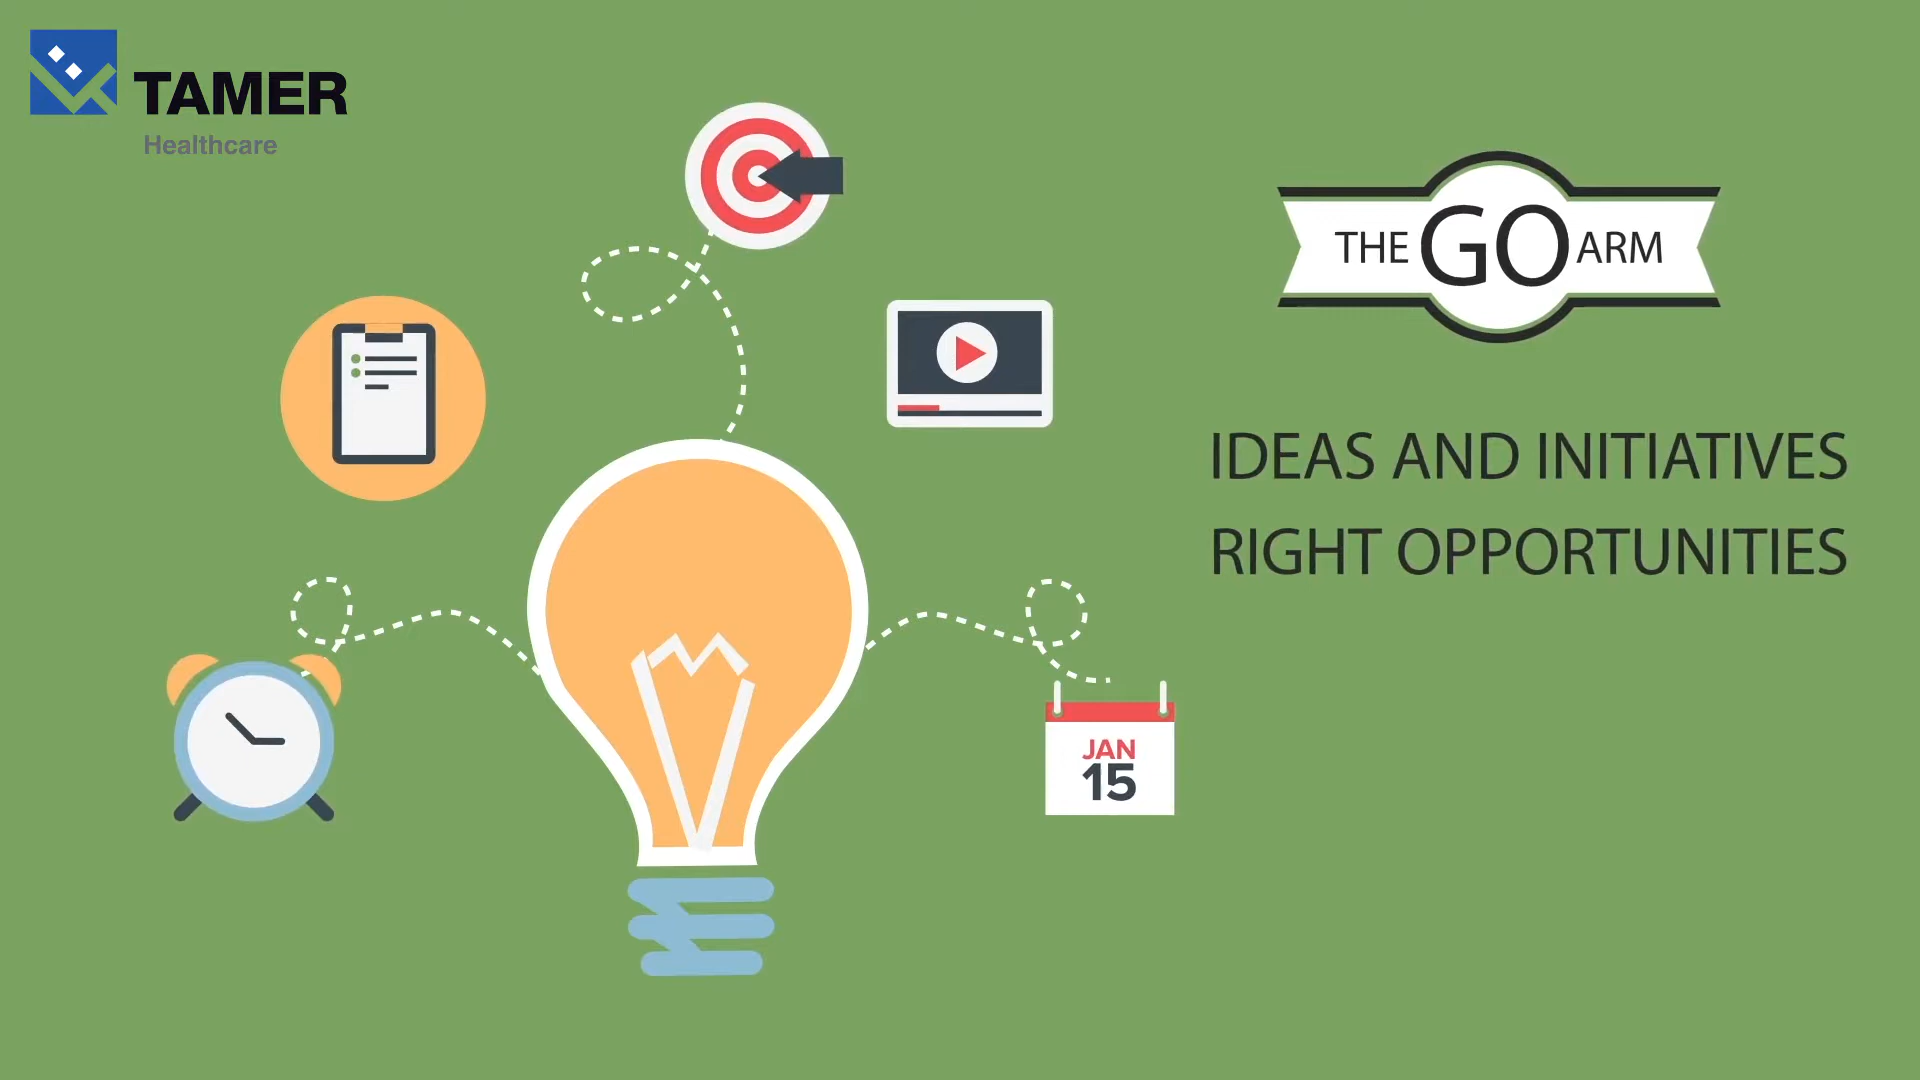 TAMER
Healthcare
THE GO ARM
IDEAS AND INITIATIVES
RIGHT OPPORTUNITIES
JAN
15